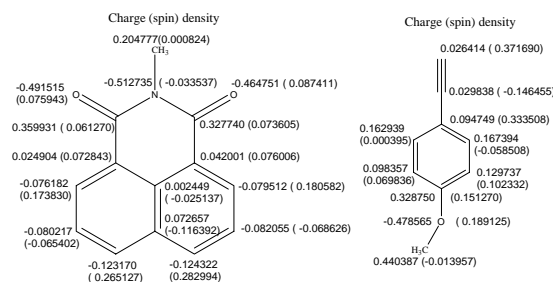 Charge (spin) density
0.204777(0.000824)
CH3
-0.491515
(0.075943)
O
-0.512735 ( -0.033537)
N
O
-0.464751 ( 0.087411)
0.359931 ( 0.061270)
0.327740 (0.073605)
0.024904 (0.072843)
0.042001 (0.076006)
-0.076182
(0.173830)
0.002449
( -0.025137)
-0.079512 ( 0.180582)
0.072657
(-0.116392)
-0.080217
(-0.065402)
-0.082055 ( -0.068626)
-0.123170
( 0.265127)
-0.124322
(0.282994)
Charge (spin) density
0.026414 ( 0.371690)
0.029838 ( -0.146455)
0.094749 (0.333508)
0.162939
(0.000395)
0.167394
(-0.058508)
0.098357
(0.069836)
0.129737
(0.102332)
0.328750 (0.151270)
-0.478565 O ( 0.189125)
H3C
0.440387 (-0.013957)